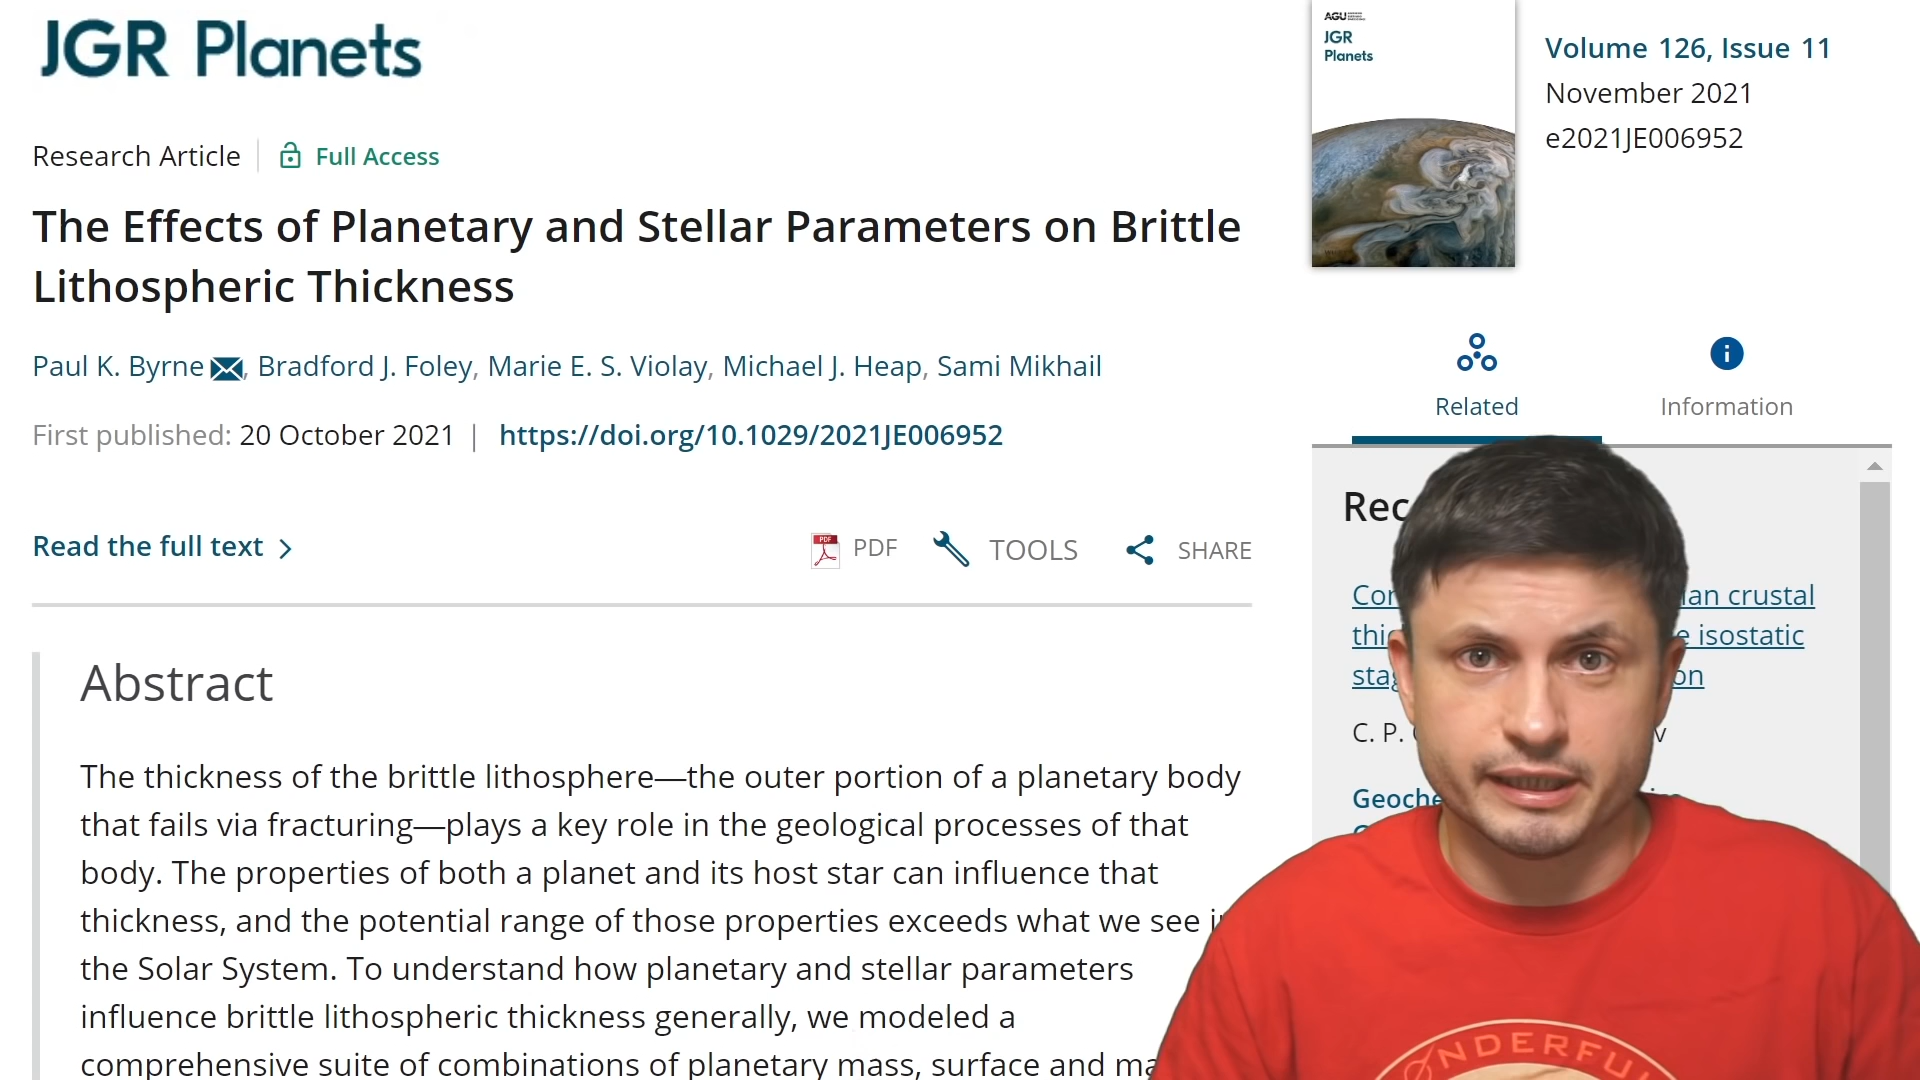 JGR Planets
Research Article
Full Access
The Effects of Planetary and Stellar Parameters on Brittle
Lithospheric Thickness
Paul K. Byrne, Bradford J. Foley, Marie E. S. Violay, Michael J. Heap, Sami Mikhail
First published: 20 October 2021 | https://doi.org/10.1029/2021JE006952
Read the full text
PDF
TOOLS
SHARE
Abstract
The thickness of the brittle lithosphere—the outer portion of a planetary body
that fails via fracturing—plays a key role in the geological processes of that
body. The properties of both a planet and its host star can influence that
thickness, and the potential range of those properties exceeds what we see
the Solar System. To understand how planetary and stellar parameters
influence brittle lithospheric thickness generally, we modeled a
comprehensive suite of combinations of planetary mass, surface and
AGU
JGR
Planets
Volume 126, Issue 11
November 2021
e2021JE006952
Related
Information
crustal
isostatic
C. P.